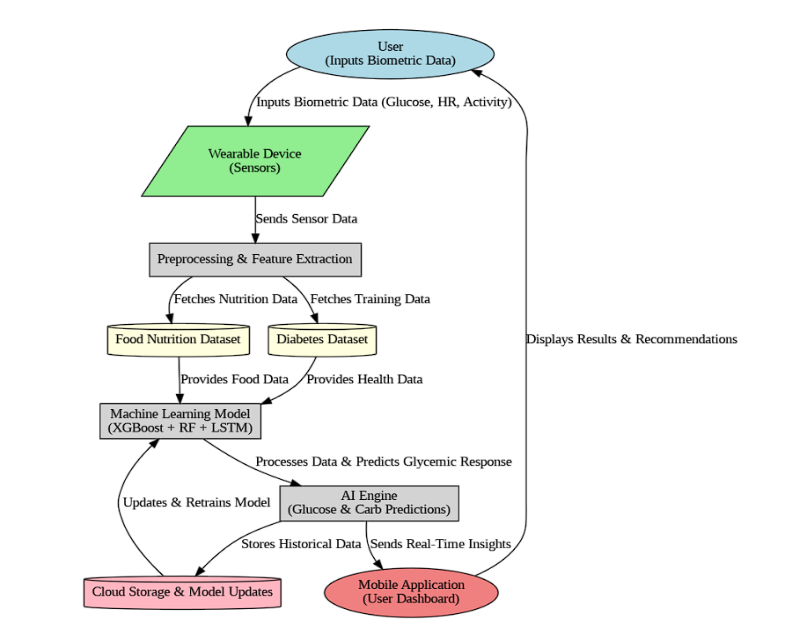 User
(Inputs Biometric Data)
Inputs Biometric Data (Glucose, HR, Activity)
Wearable Device
(Sensors)
Sends Sensor Data
Preprocessing & Feature Extraction
Fetches Nutrition Data
Fetches Training Data
Food Nutrition Dataset
Diabetes Dataset
Displays Results & Recommendations
Provides Food Data
Provides Health Data
Machine Learning Model
(XGBoost + RF + LSTM)
Processes Data & Predicts Glycemic Response
Updates & Retrains Model
AI Engine
(Glucose & Carb Predictions)
Stores Historical Data
Sends Real-Time Insights
Cloud Storage & Model Updates
Mobile Application
(User Dashboard)